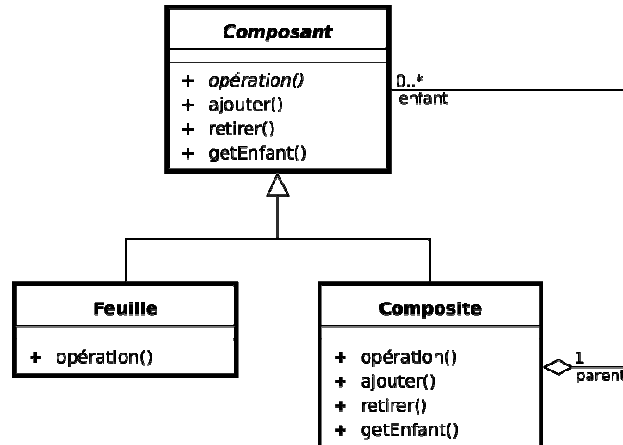 Composant
+ opération()
+ ajouter()
+ retirer()
+ getEnfant()
0..*
enfant
Feuille
+ opération()
Composite
+ opération()
+ ajouter()
+ retirer()
+ getEnfant()
1
parent